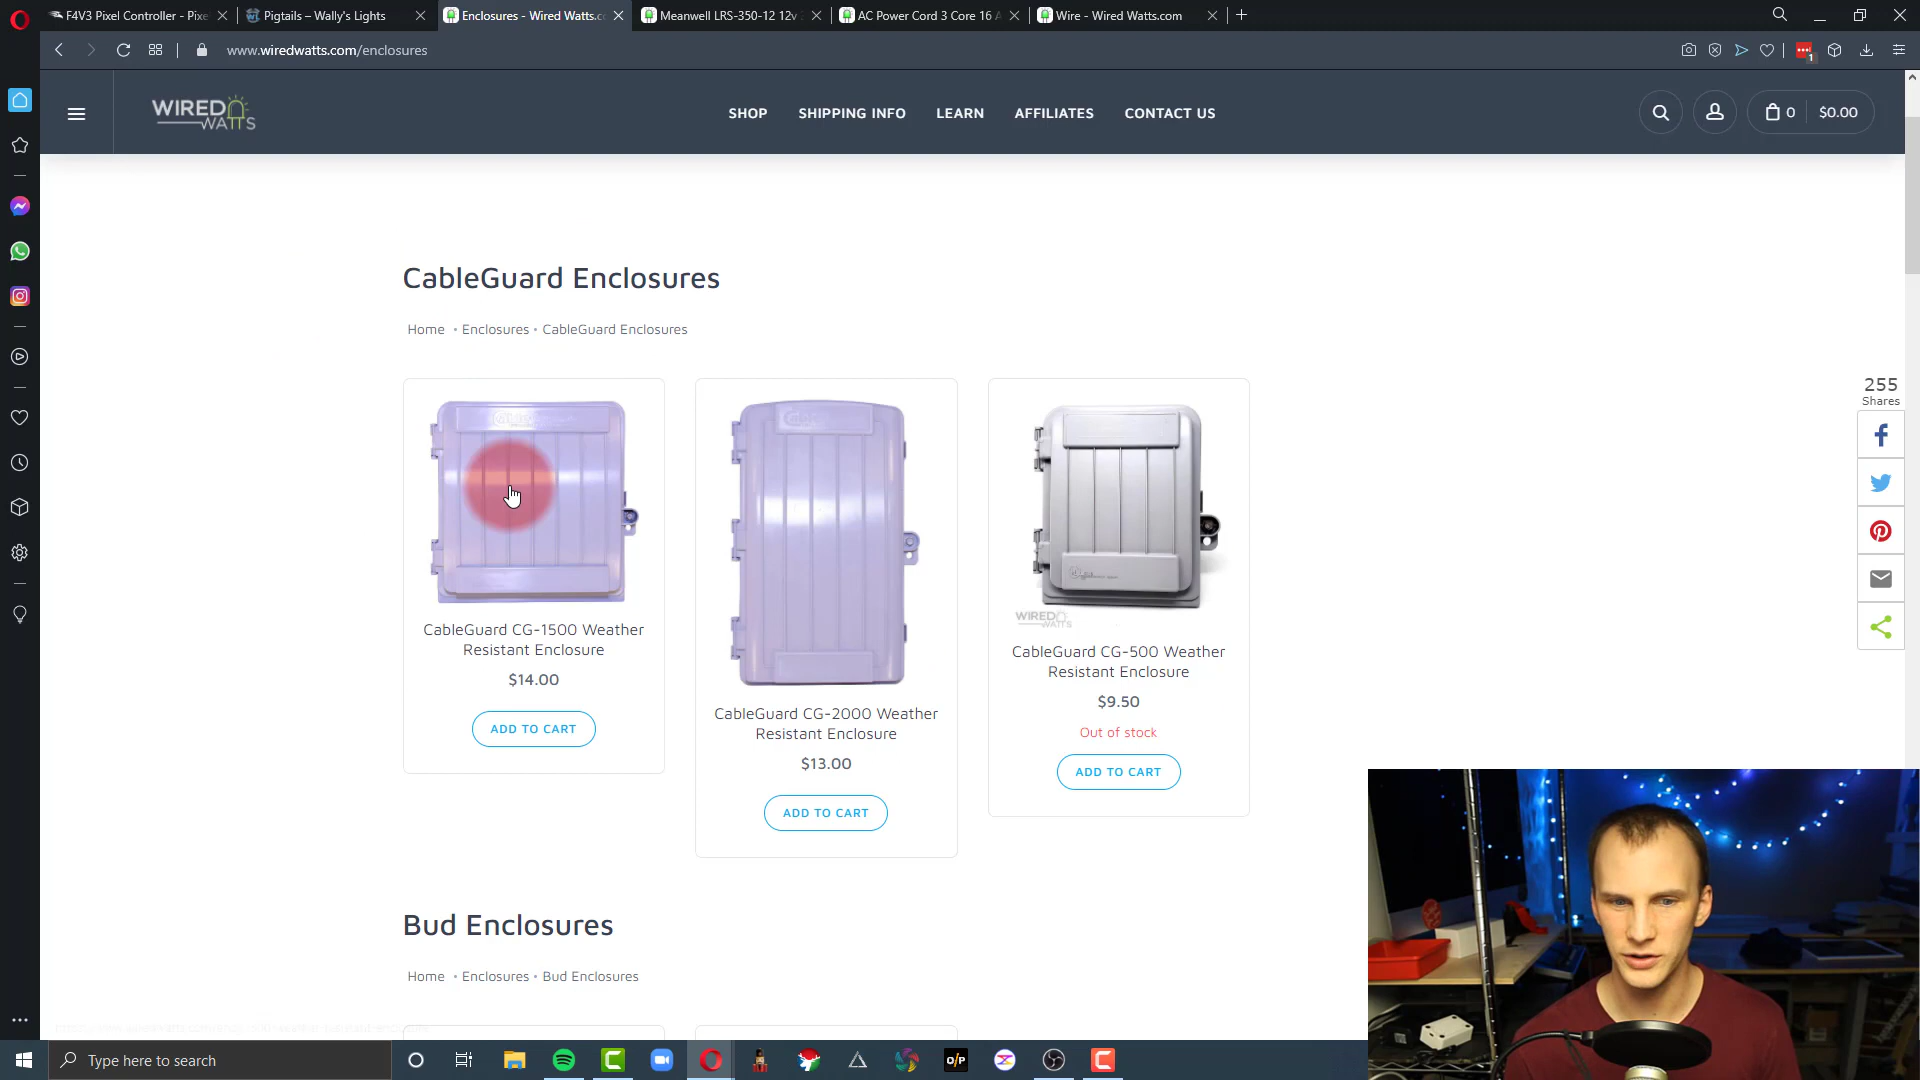 F4V3 Pixel Controller - Pixe
Pigtails – Wally's Lights
Enclosures - Wired Watts.c
Meanwell LRS-350-12 12v
AC Power Cord 3 Core 16 A
Wire - Wired Watts.com
www.wiredwatts.com/enclosures
1
WIRED WATTS
SHOP
SHIPPING INFO
LEARN
AFFILIATES
CONTACT US
0
$0.00
CableGuard Enclosures
Home • Enclosures • CableGuard Enclosures
255
Shares
WIRED WATTS
CableGuard CG-1500 Weather
Resistant Enclosure
$14.00
ADD TO CART
CableGuard CG-2000 Weather
Resistant Enclosure
$13.00
ADD TO CART
CableGuard CG-500 Weather
Resistant Enclosure
$9.50
Out of stock
ADD TO CART
Bud Enclosures
Home • Enclosures • Bud Enclosures
Type here to search
O/P